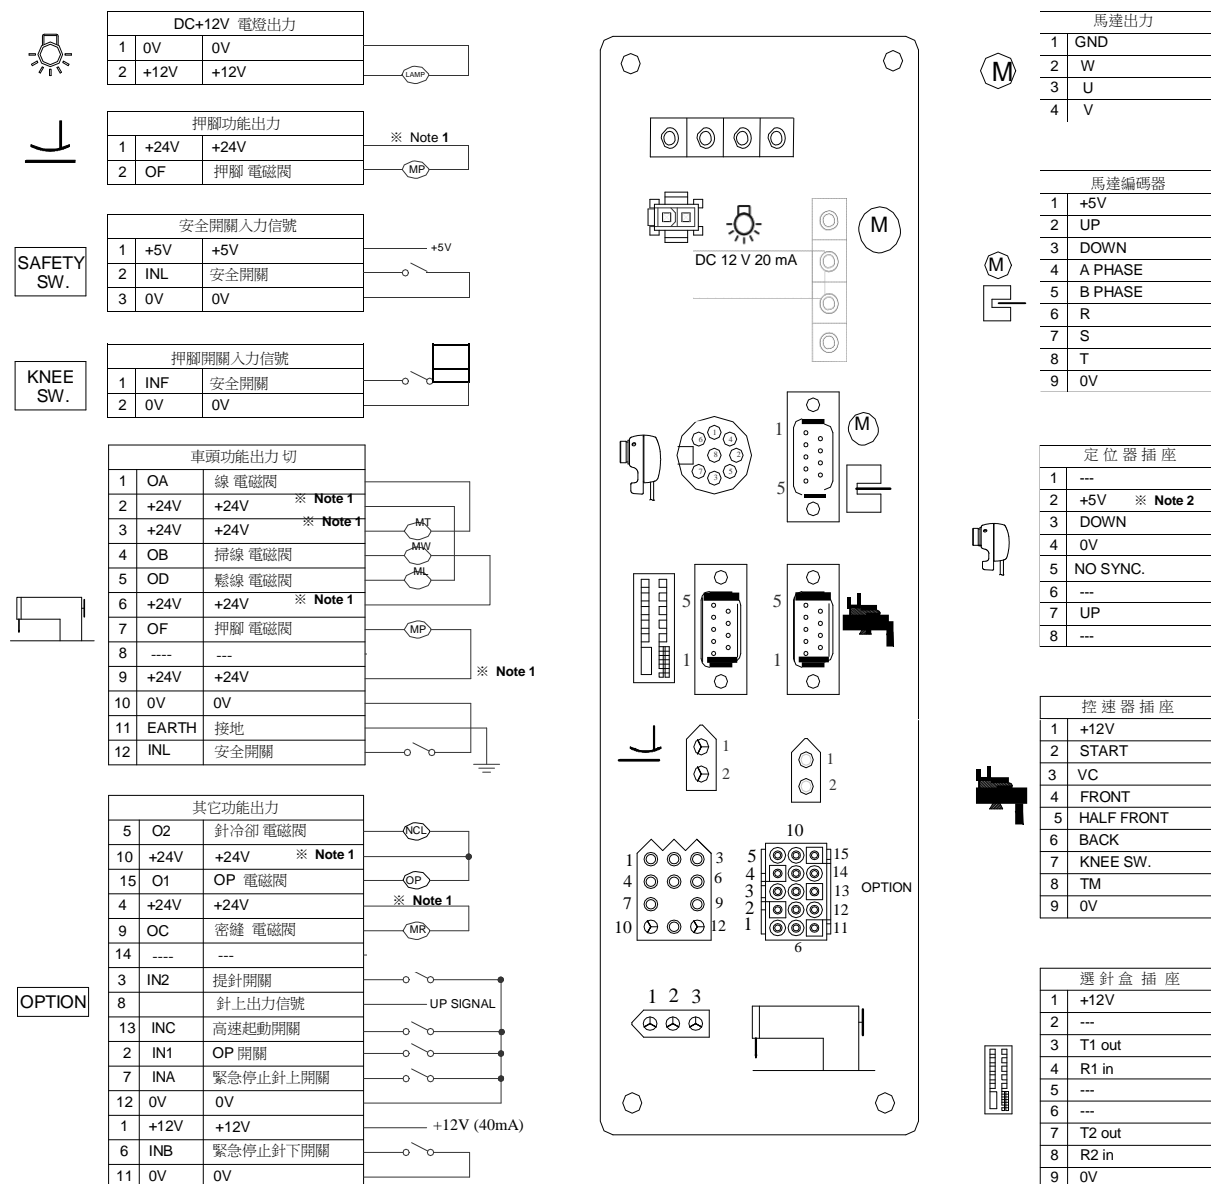 DC+12V 電燈出力
1 0V 0V
2 +12V +12V
LAMP
押腳功能出力
1 +24V +24V
2 OF 押腳 電磁閥
※ Note 1
MP
SAFETY
SW.
安全開關入力信號
1 +5V +5V
2 INL 安全開關
3 0V 0V
+5V
KNEE
SW.
押腳開關入力信號
1 INF 安全開關
2 0V 0V
車頭功能出力 切
1 OA 線 電磁閥
2 +24V +24V ※ Note 1
3 +24V +24V ※ Note 1
4 OB 掃線 電磁閥
5 OD 鬆線 電磁閥
6 +24V +24V ※ Note 1
7 OF 押腳 電磁閥
8 ---- ---
9 +24V +24V
10 0V 0V
11 EARTH 接地
12 INL 安全開關
MT
MW
ML
MP
※ Note 1
OPTION
其它功能出力
5 O2 針冷卻 電磁閥
10 +24V +24V ※ Note 1
15 O1 OP 電磁閥
4 +24V +24V ※ Note 1
9 OC 密縫 電磁閥
14 ---- ---
3 IN2 提針開關
8 針上出力信號
13 INC 高速起動開關
2 IN1 OP 開關
7 INA 緊急停止針上開關
12 0V 0V
1 +12V +12V
6 INB 緊急停止針下開關
11 0V 0V
NCL
OP
MR
UP SIGNAL
+12V (40mA)
M
DC 12 V 20 mA
6 1 4
8 2
7 3 5
1
5
M
5
1
5
1
1
2
1
2
1 3
4 6
7 9
10 12
10
5 15
4 14
3 13
2 12
1 11
6
OPTION
1 2 3
M
馬達出力
1 GND
2 W
3 U
4 V
M
馬達編碼器
1 +5V
2 UP
3 DOWN
4 A PHASE
5 B PHASE
6 R
7 S
8 T
9 0V
定位器插座
1 ---
2 +5V ※ Note 2
3 DOWN
4 0V
5 NO SYNC.
6 ---
7 UP
8 ---
控速器插座
1 +12V
2 START
3 VC
4 FRONT
5 HALF FRONT
6 BACK
7 KNEE SW.
8 TM
9 0V
選針盒 插 座
1 +12V
2 ---
3 T1 out
4 R1 in
5 ---
6 ---
7 T2 out
8 R2 in
9 0V